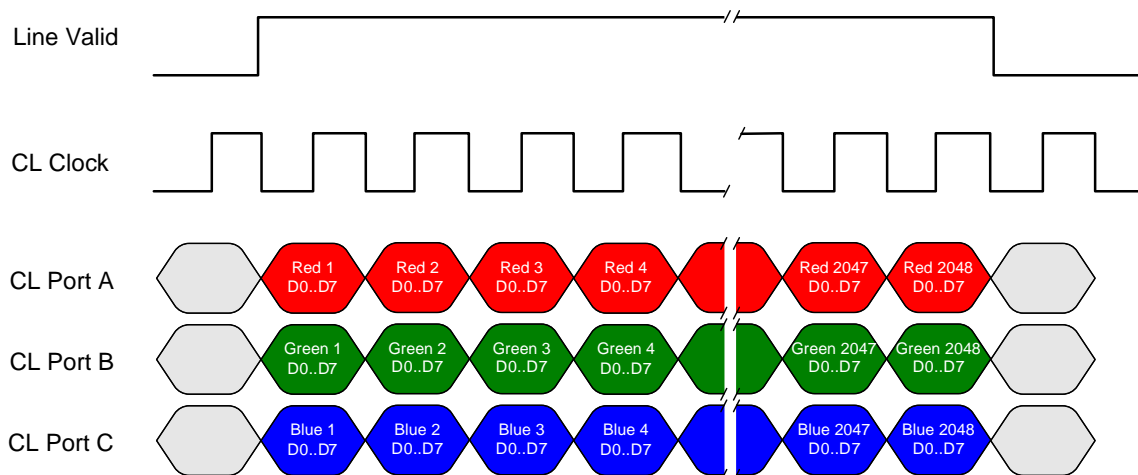 Line Valid
CL Clock
CL Port A
Red 1
D0..D7
Red 2
D0..D7
Red 3
D0..D7
Red 4
D0..D7
Red 2047
D0..D7
Red 2048
D0..D7
CL Port B
Green 1
D0..D7
Green 2
D0..D7
Green 3
D0..D7
Green 4
D0..D7
Green 2047
D0..D7
Green 2048
D0..D7
CL Port C
Blue 1
D0..D7
Blue 2
D0..D7
Blue 3
D0..D7
Blue 4
D0..D7
Blue 2047
D0..D7
Blue 2048
D0..D7